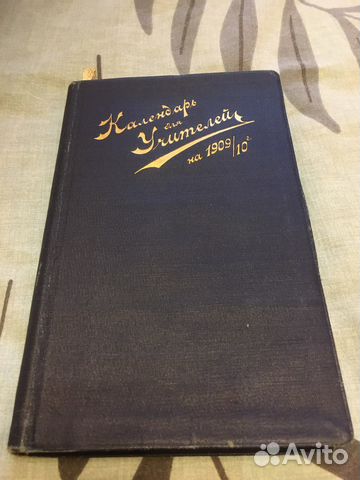 Календарь
для
Учителей
на 1909/10 г
Avito